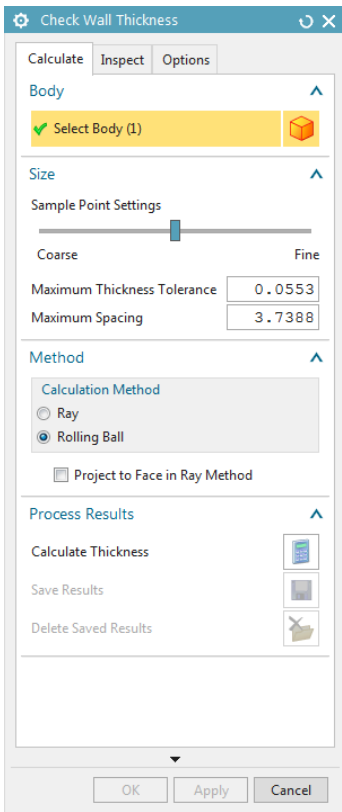 Check Wall Thickness
Calculate Inspect Options
Body
Select Body (1)
Size
Sample Point Settings
Coarse Fine
Maximum Thickness Tolerance 0.0553
Maximum Spacing 3.7388
Method
Calculation Method
Ray
Rolling Ball
Project to Face in Ray Method
Process Results
Calculate Thickness
Save Results
Delete Saved Results
OK Apply Cancel